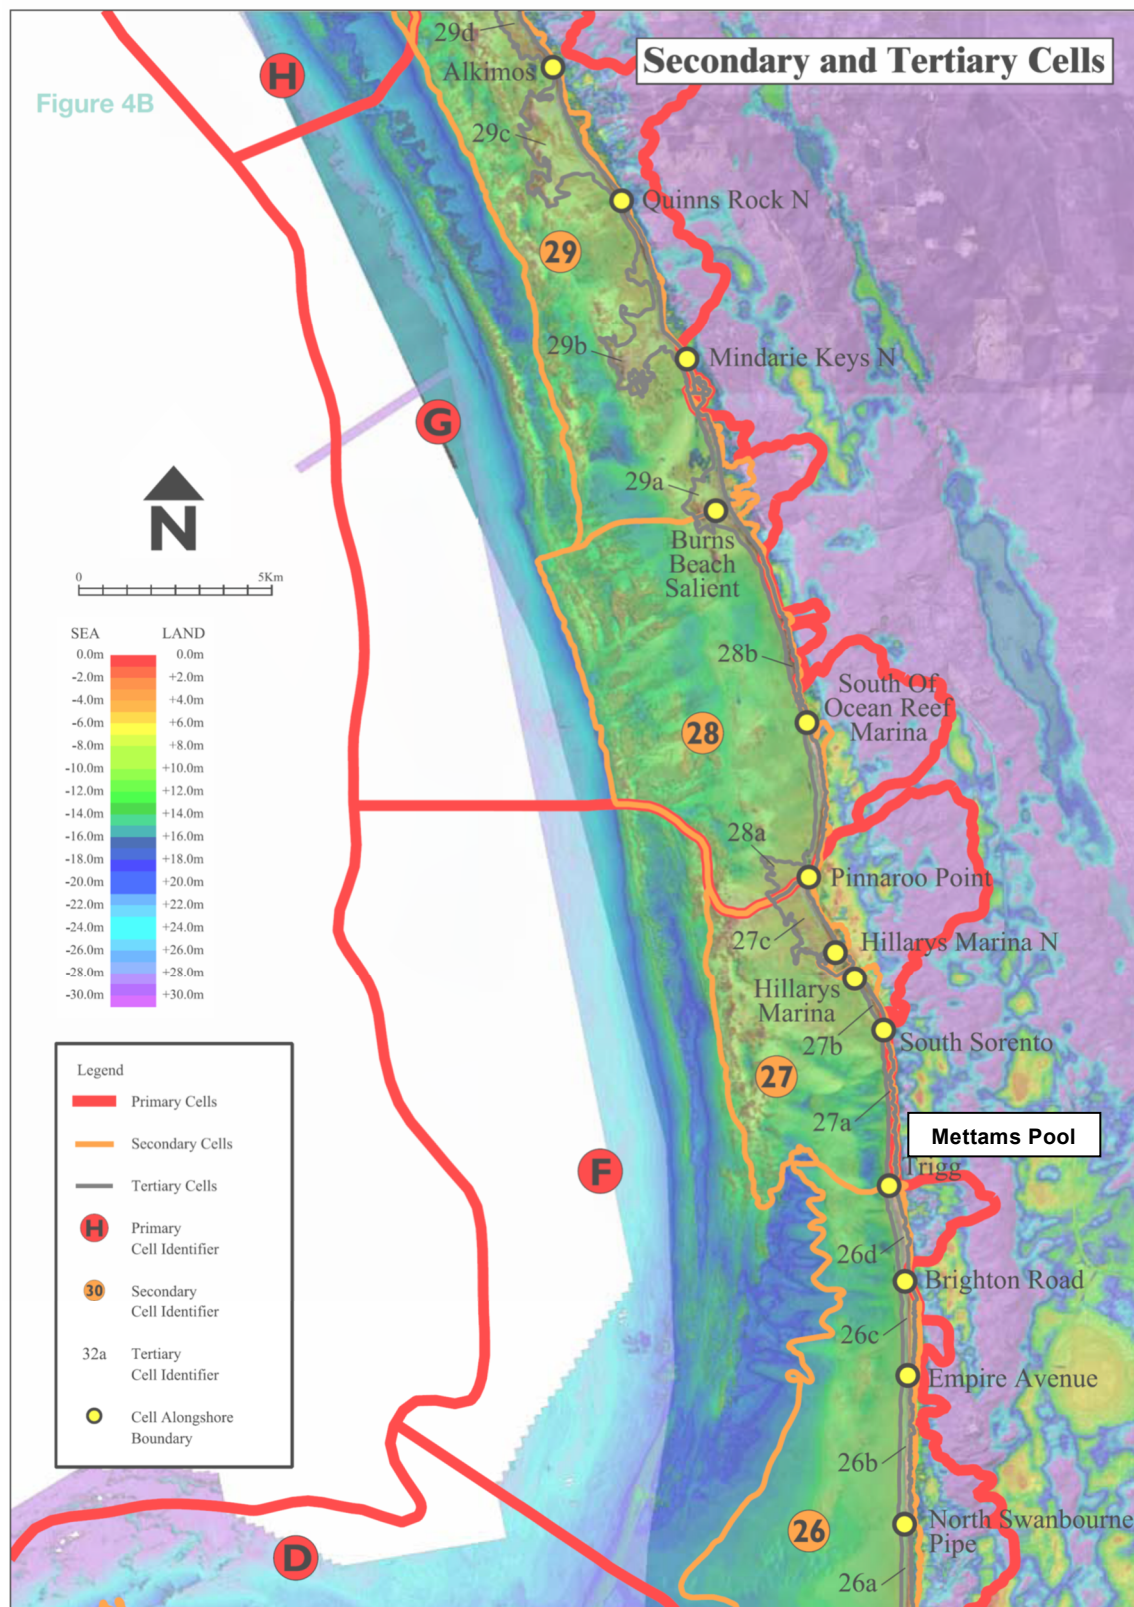 Secondary and Tertiary Cells
Figure 4B
H
29d
Alkimos
29c
Quinns Rock N
29
29b
Mindarie Keys N
G
29a
Burns
Beach
Salient
N
0 5Km
SEA LAND
0.0m 0.0m
-2.0m +2.0m
-4.0m +4.0m
-6.0m +6.0m
-8.0m +8.0m
-10.0m +10.0m
-12.0m +12.0m
-14.0m +14.0m
-16.0m +16.0m
-18.0m +18.0m
-20.0m +20.0m
-22.0m +22.0m
-24.0m +24.0m
-26.0m +26.0m
-28.0m +28.0m
-30.0m +30.0m
28b
South Of
Ocean Reef
Marina
28
28a
Pinnaroo Point
27c
Hillarys Marina N
Hillarys
Marina
27b
South Sorento
27
27a
Mettams Pool
Trigg
F
26d
Brighton Road
26c
Empire Avenue
26b
26
North Swanbourne
Pipe
26a
D
Legend
Primary Cells
Secondary Cells
Tertiary Cells
H Primary
Cell Identifier
30 Secondary
Cell Identifier
32a Tertiary
Cell Identifier
Cell Alongshore
Boundary